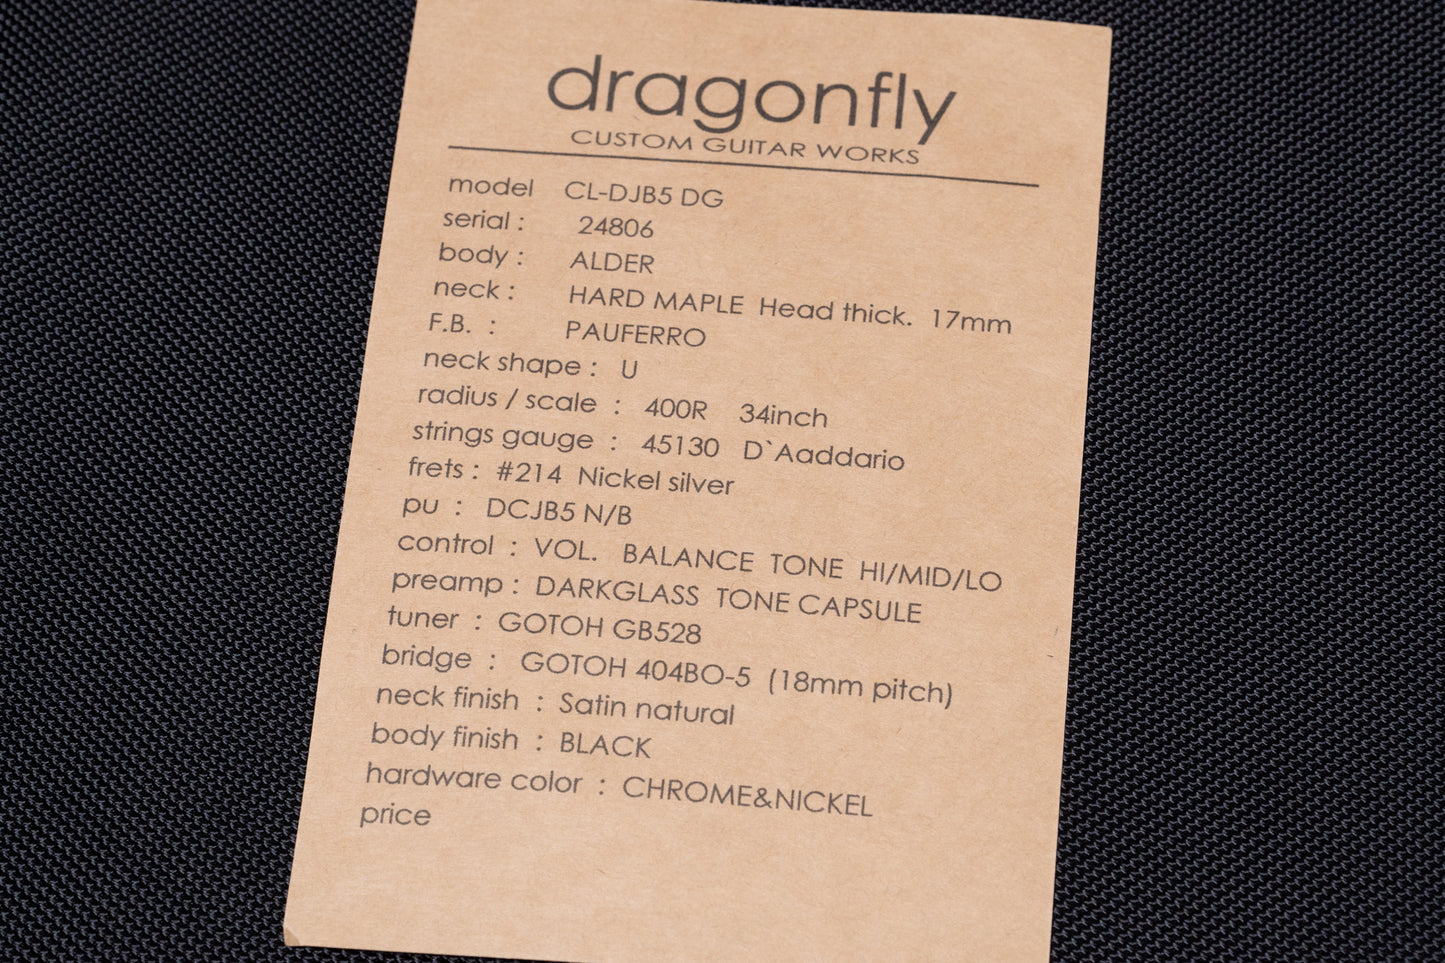 dragonfly
CUSTOM GUITAR WORKS
model CL-DJB5 DG
serial : 24806
body : ALDER
neck : HARD MAPLE Head thick. 17mm
F.B. : PAUFERRO
neck shape : U
radius / scale : 400R 34inch
strings gauge : 45130 D`Aaddario
frets : #214 Nickel silver
pu : DCJB5 N/B
control : VOL. BALANCE TONE HI/MID/LO
preamp : DARKGLASS TONE CAPSULE
tuner : GOTOH GB528
bridge : GOTOH 404BO-5 (18mm pitch)
neck finish : Satin natural
body finish : BLACK
hardware color : CHROME&NICKEL
price